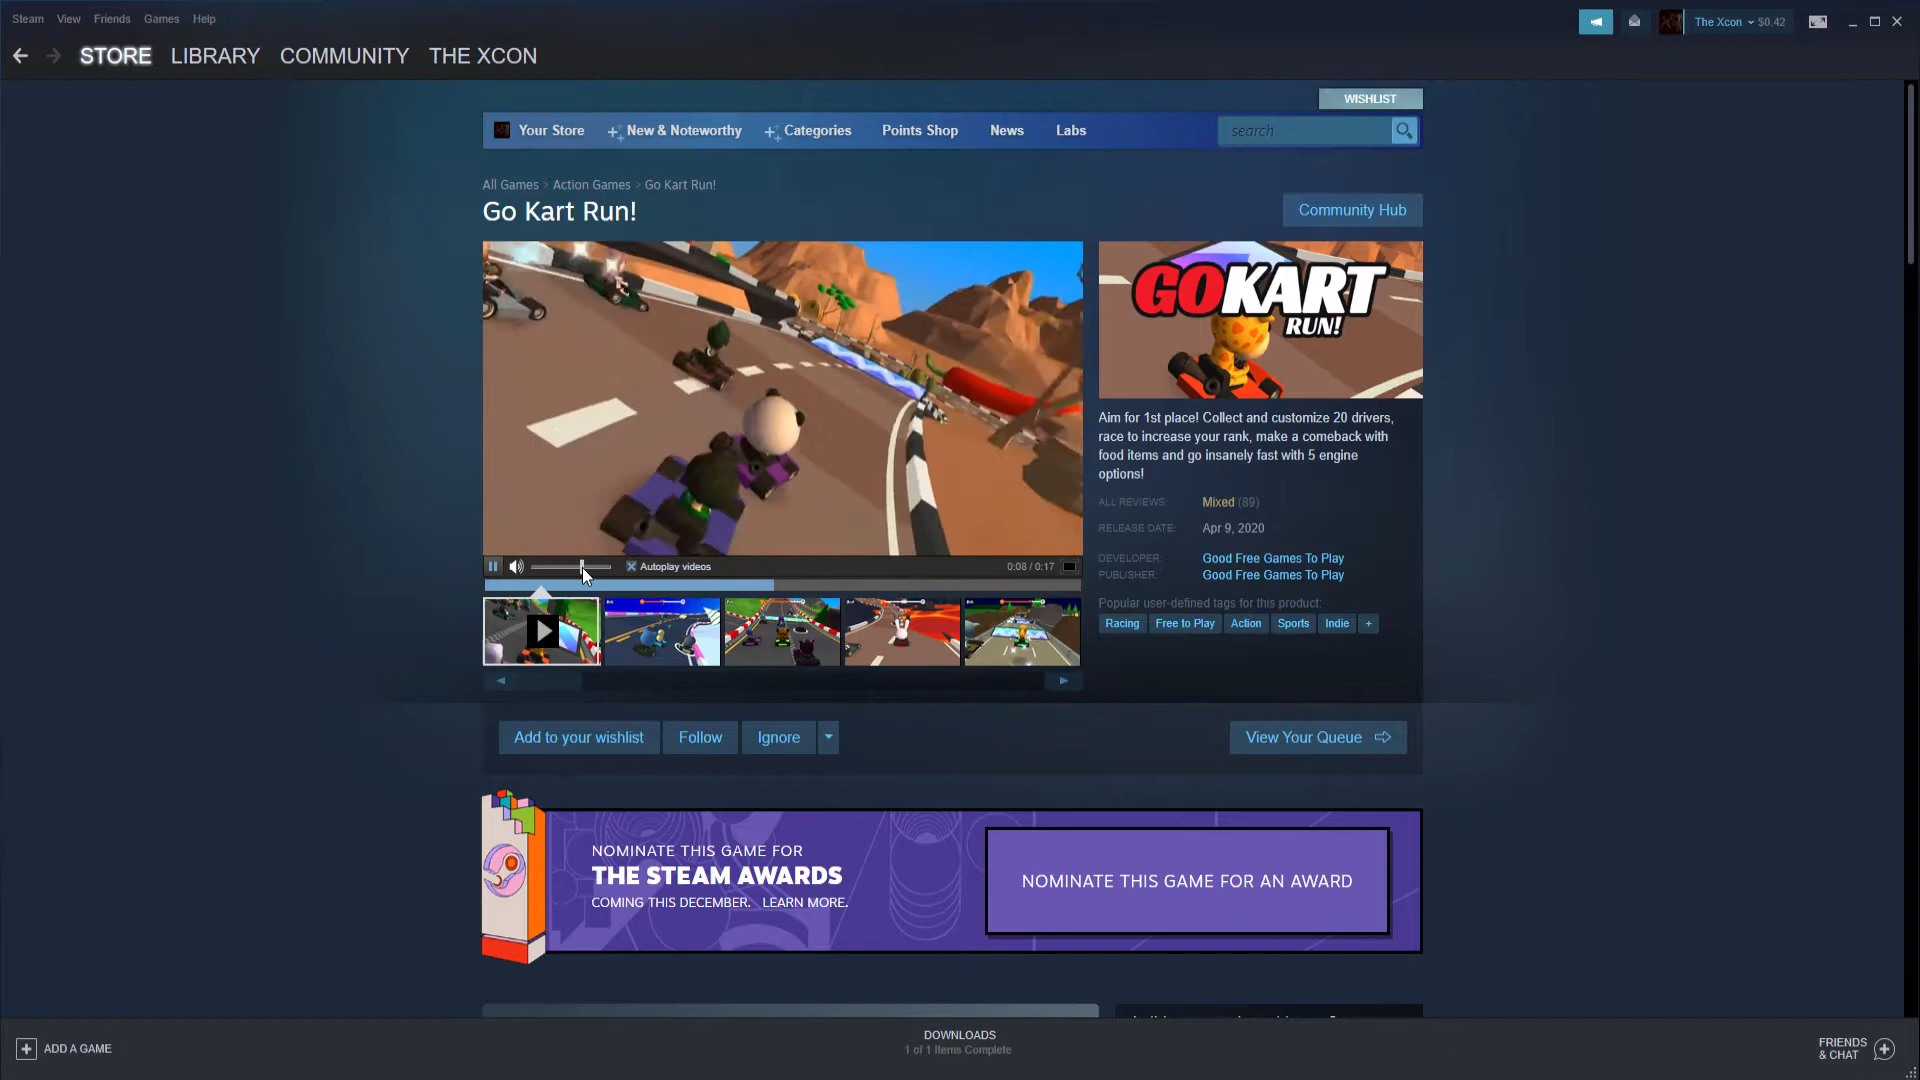 Steam View Friends Games Help
The Xcon $0.42
STORE LIBRARY COMMUNITY THE XCON
WISHLIST
Your Store New & Noteworthy Categories Points Shop News Labs search
All Games > Action Games > Go Kart Run!
Go Kart Run!
Community Hub
GOKART
RUN!
Aim for 1st place! Collect and customize 20 drivers,
race to increase your rank, make a comeback with
food items and go insanely fast with 5 engine
options!
ALL REVIEWS: Mixed (89)
RELEASE DATE: Apr 9, 2020
DEVELOPER: Good Free Games To Play
PUBLISHER: Good Free Games To Play
Popular user-defined tags for this product:
Racing Free to Play Action Sports Indie +
Autoplay videos 0:08 / 0:17
Add to your wishlist Follow Ignore View Your Queue
NOMINATE THIS GAME FOR
THE STEAM AWARDS
COMING THIS DECEMBER. LEARN MORE.
NOMINATE THIS GAME FOR AN AWARD
ADD A GAME
DOWNLOADS
1 of 1 Items Complete
FRIENDS
& CHAT